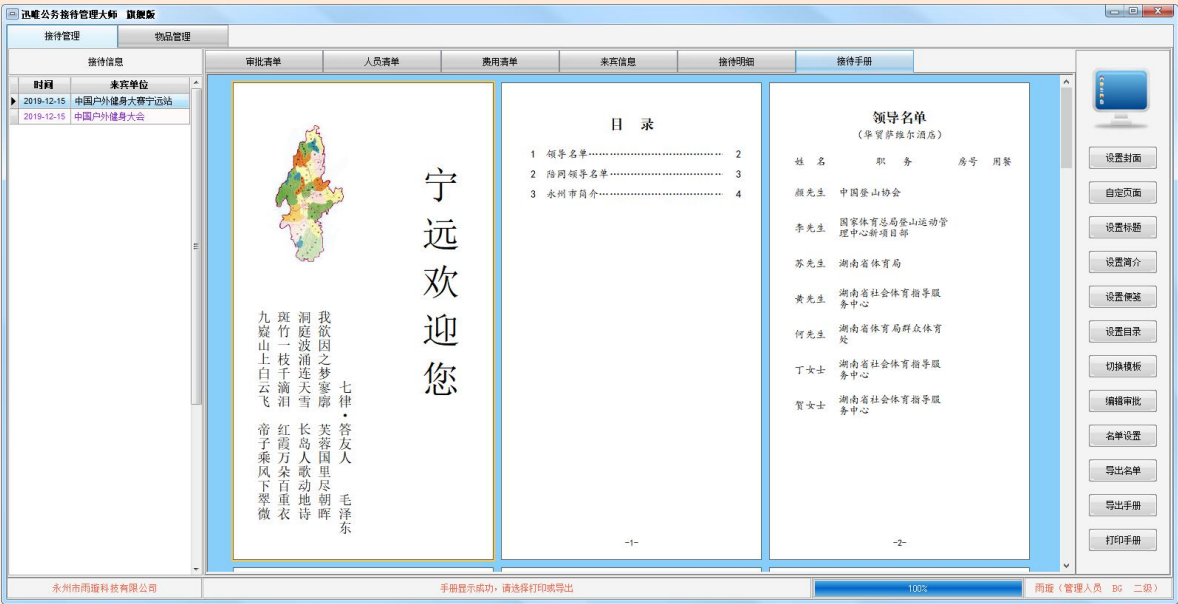 迅唯公务接待管理大师 旗舰版
接待管理 物品管理
接待信息
审批清单 人员清单 费用清单 来宾信息 接待明细 接待手册
时间 来宾单位
2019-12-15 中国户外健身大赛宁远站
2019-12-15 中国户外健身大会
宁远欢迎您
七律·答友人 毛泽东
我欲因之梦寥廓 芙蓉国里尽朝晖
洞庭波涌连天雪 长岛人歌动地诗
斑竹一枝千滴泪 红霞万朵百重衣
九嶷山上白云飞 帝子乘风下翠微
目 录
1 领导名单…………………………… 2
2 陪同领导名单……………………… 3
3 永州市简介………………………… 4
-1-
领导名单
(华贸萨维尔酒店)
姓 名 职 务 房号 用餐
颜先生 中国登山协会
李先生 国家体育总局登山运动管
理中心新项目部
苏先生 湖南省体育局
黄先生 湖南省社会体育指导服
务中心
何先生 湖南省体育局群众体育
处
丁女士 湖南省社会体育指导服
务中心
贺女士 湖南省社会体育指导服
务中心
-2-
设置封面
自定页面
设置标题
设置简介
设置便笺
设置目录
切换模板
编辑审批
名单设置
导出名单
导出手册
打印手册
永州市雨璇科技有限公司
手册显示成功，请选择打印或导出
100%
雨璇（管理人员 BG 二级）